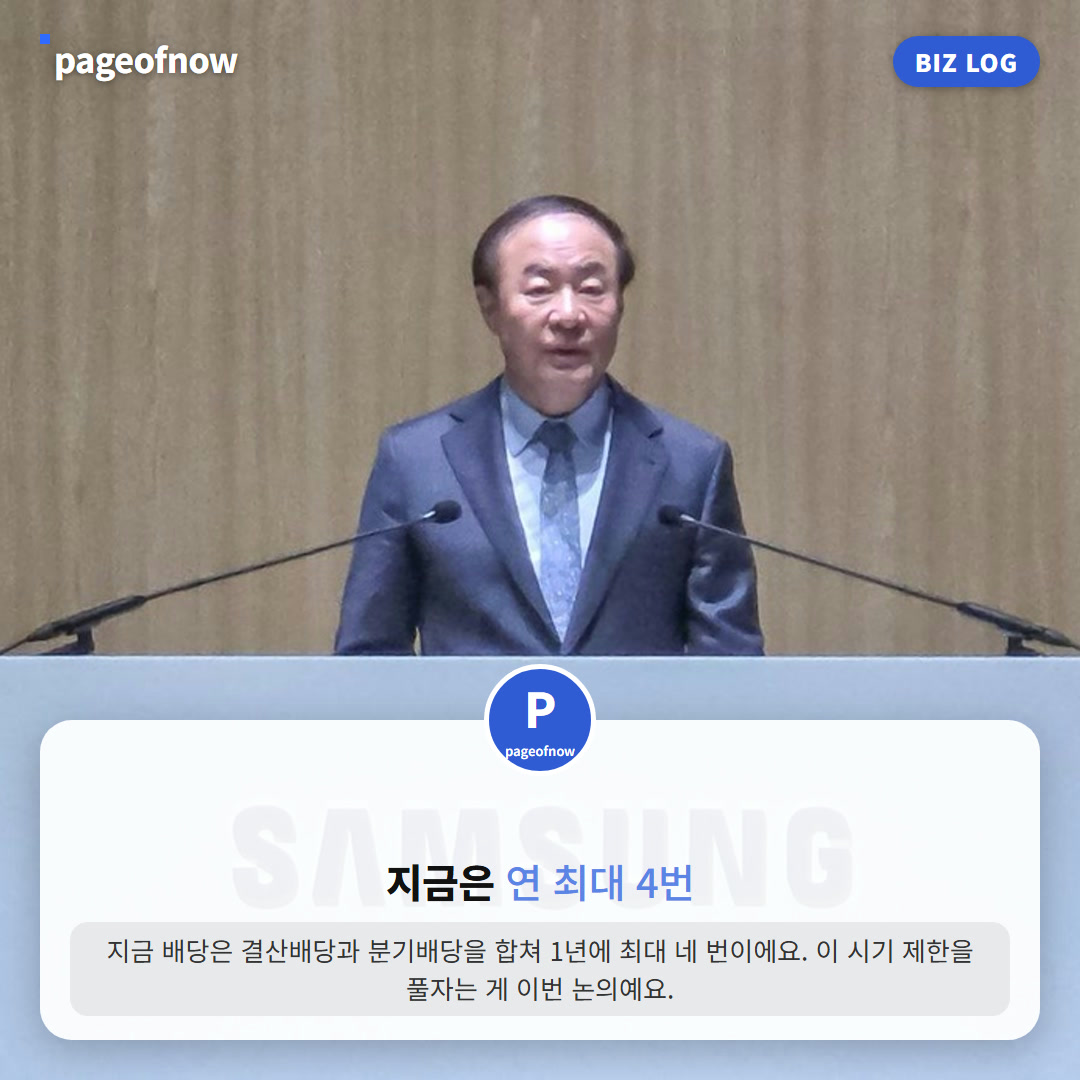 pageofnow
BIZ LOG
P
pageofnow
SAMSUNG
지금은 연 최대 4번
지금 배당은 결산배당과 분기배당을 합쳐 1년에 최대 네 번이에요. 이 시기 제한을
풀자는 게 이번 논의예요.